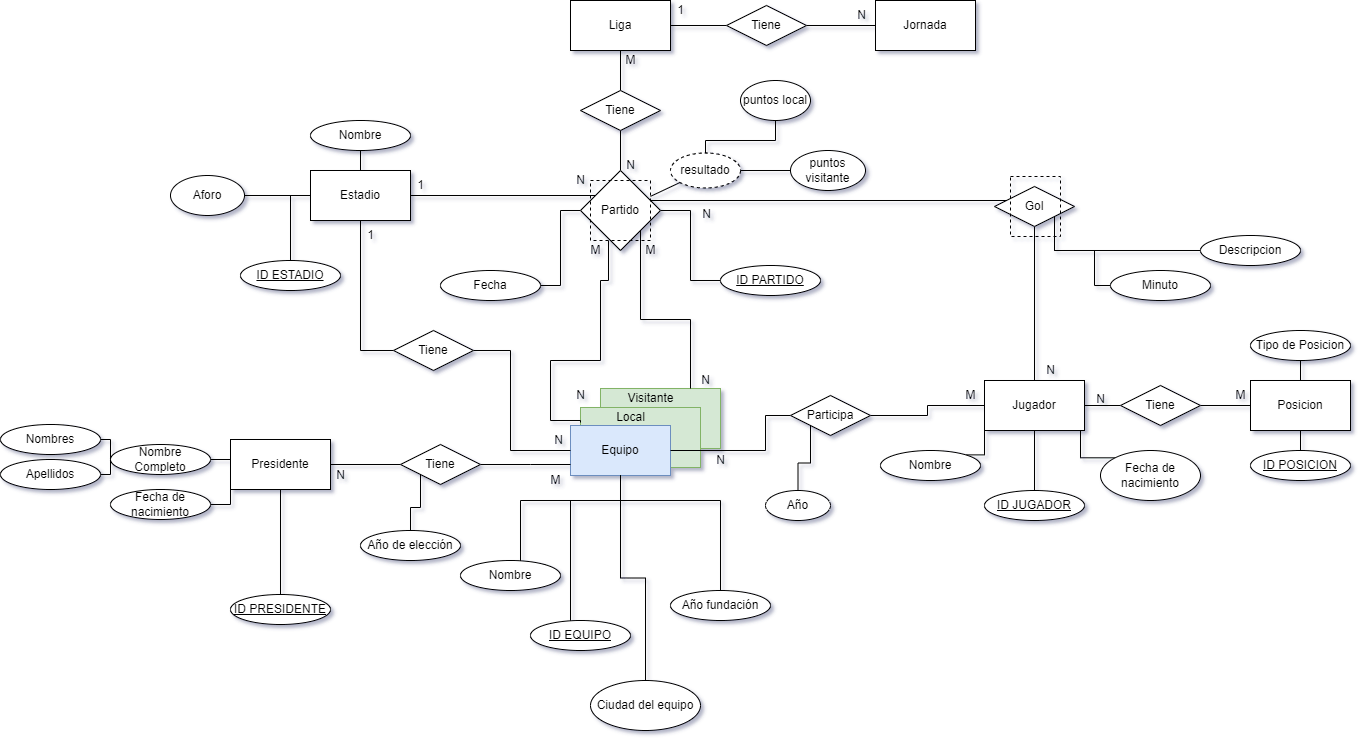 Liga
1
Tiene
N
Jornada
M
Tiene
N
puntos local
resultado
puntos
visitante
Nombre
Aforo
Estadio
1
N
Partido
N
Gol
1
M
M
ID ESTADIO
Fecha
ID PARTIDO
Descripcion
Minuto
Tiene
Tipo de Posicion
N
N
N
Visitante
Local
Equipo
N
M
N
Participa
M
Jugador
N
Tiene
M
Posicion
Nombres
Apellidos
Nombre
Completo
Fecha de
nacimiento
Presidente
N
Tiene
Año de elección
ID PRESIDENTE
Nombre
ID EQUIPO
Año fundación
Ciudad del equipo
Año
Nombre
ID JUGADOR
Fecha de
nacimiento
ID POSICION